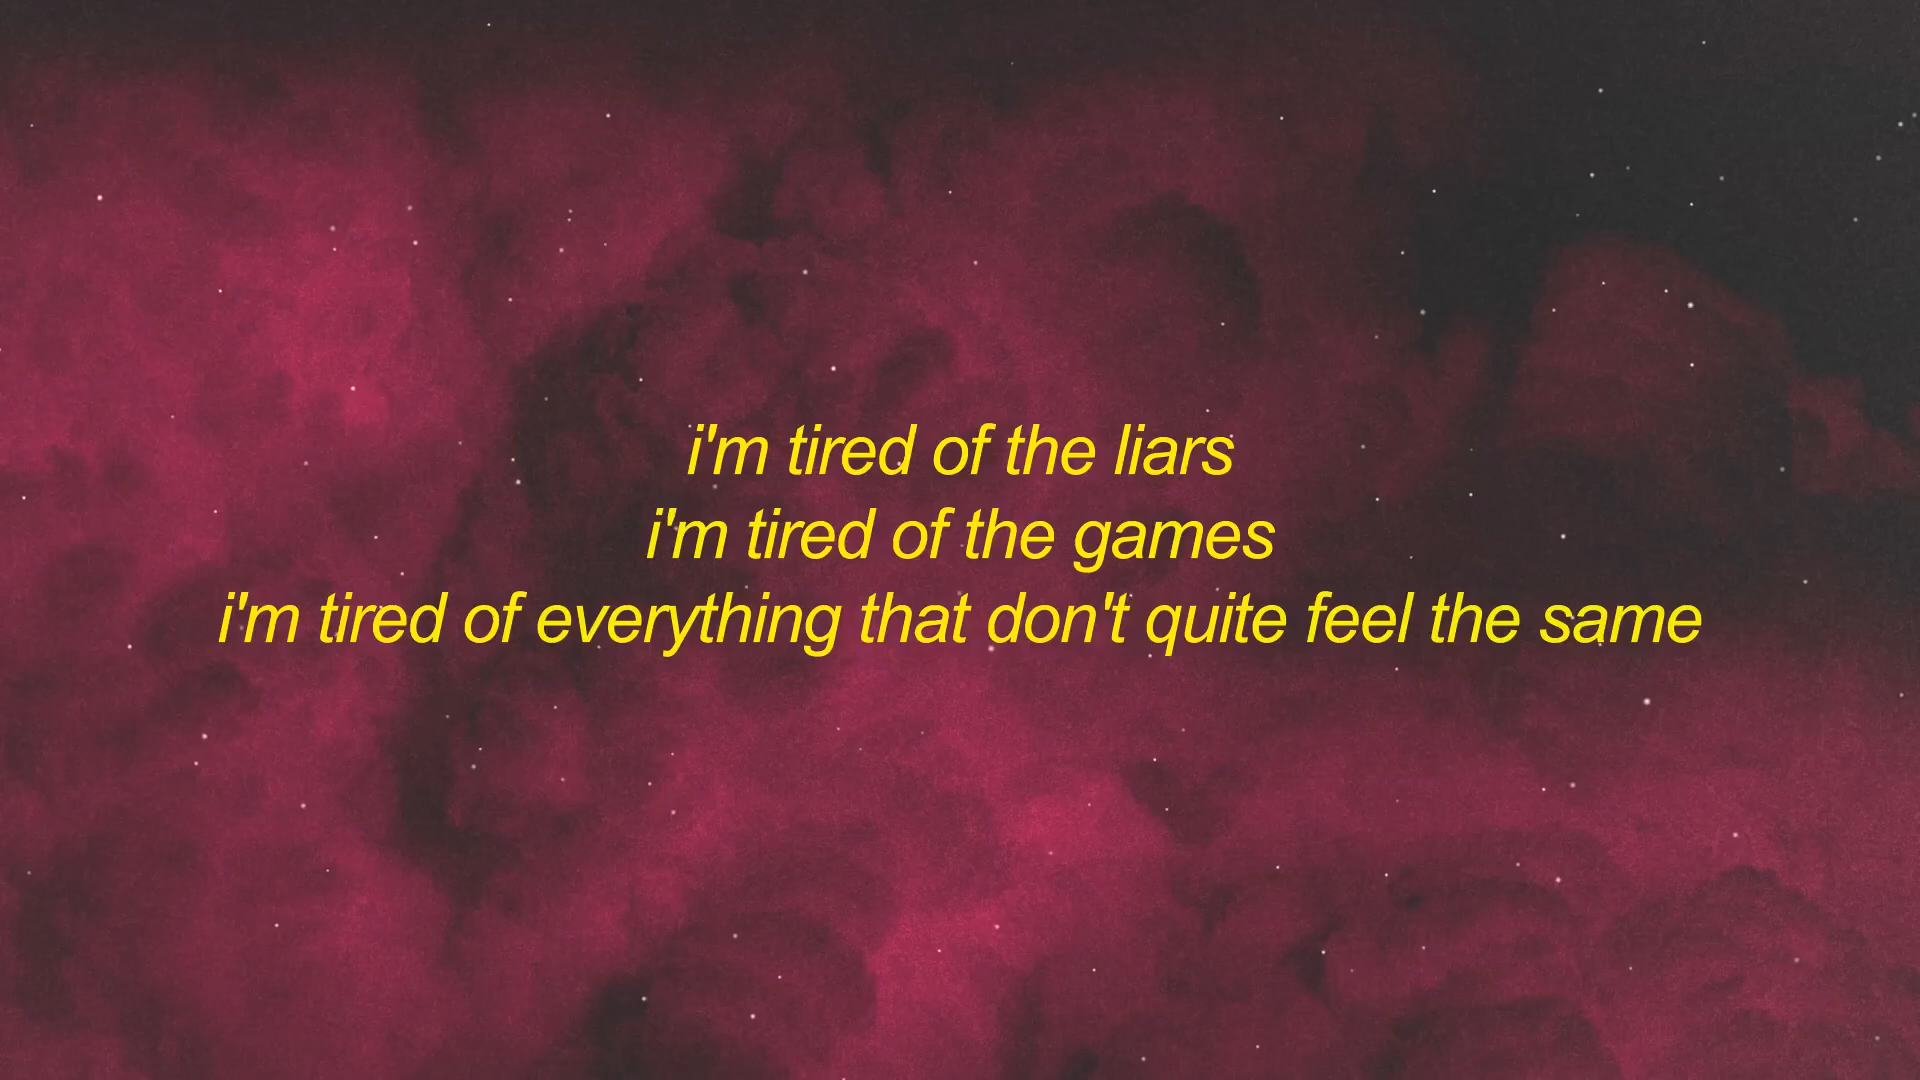 i'm tired of the liars
i'm tired of the games
i'm tired of everything that don't quite feel the same